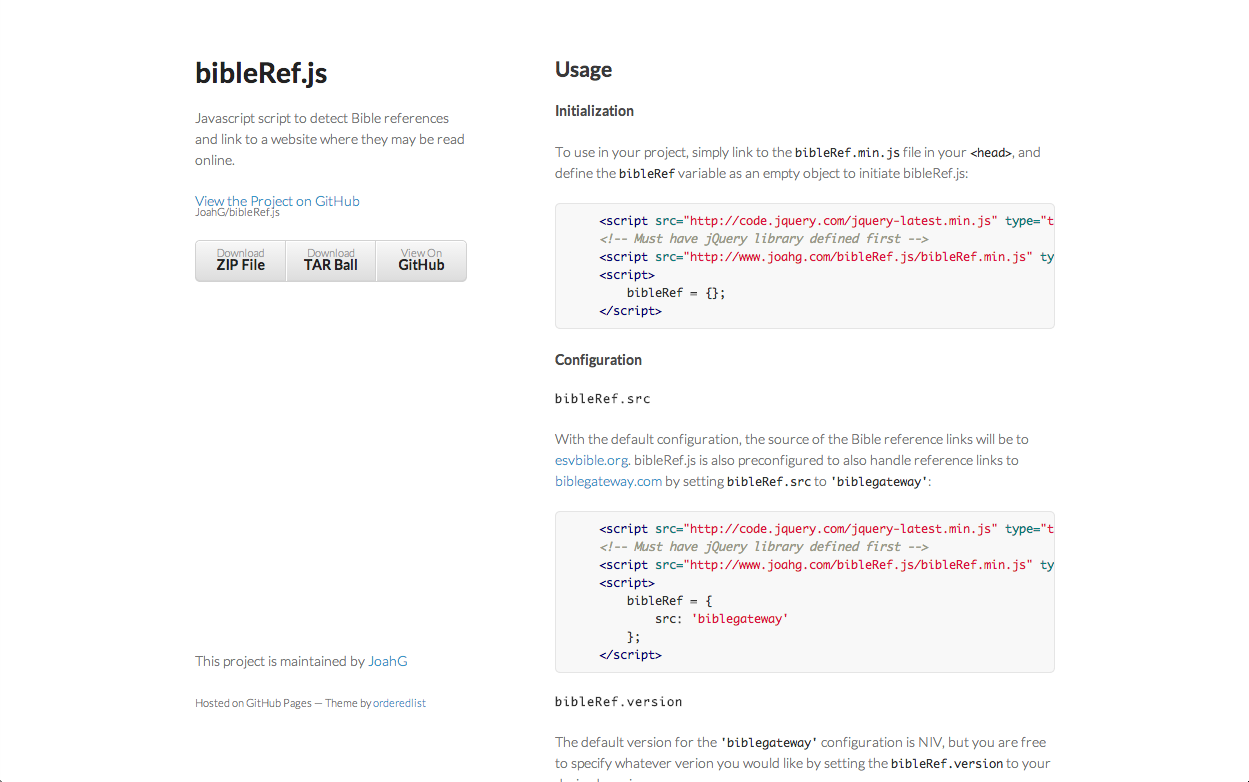 bibleRef.js
Javascript script to detect Bible references
and link to a website where they may be read
online.
View the Project on GitHub
JoahG/bibleRef.js
Download
ZIP File
Download
TAR Ball
View On
GitHub
This project is maintained by JoahG
Hosted on GitHub Pages — Theme by orderedlist
Usage
Initialization
To use in your project, simply link to the bibleRef.min.js file in your <head>, and
define the bibleRef variable as an empty object to initiate bibleRef.js:
<script src="http://code.jquery.com/jquery-latest.min.js" type="t
<!-- Must have jQuery library defined first -->
<script src="http://www.joahg.com/bibleRef.js/bibleRef.min.js" ty
<script>
bibleRef = {};
</script>
Configuration
bibleRef.src
With the default configuration, the source of the Bible reference links will be to
esvbible.org. bibleRef.js is also preconfigured to also handle reference links to
biblegateway.com by setting bibleRef.src to 'biblegateway':
<script src="http://code.jquery.com/jquery-latest.min.js" type="t
<!-- Must have jQuery library defined first -->
<script src="http://www.joahg.com/bibleRef.js/bibleRef.min.js" ty
<script>
bibleRef = {
src: 'biblegateway'
};
</script>
bibleRef.version
The default version for the 'biblegateway' configuration is NIV, but you are free
to specify whatever verion you would like by setting the bibleRef.version to your